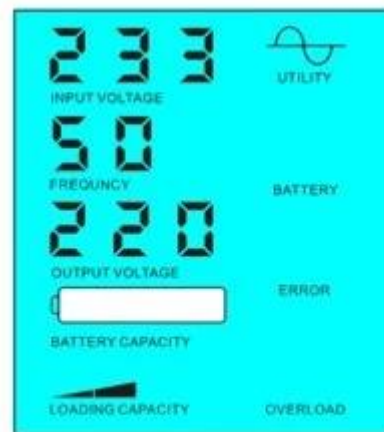 233
INPUT VOLTAGE
UTILITY
50
FREQUNCY
BATTERY
220
OUTPUT VOLTAGE
ERROR
BATTERY CAPACITY
LOADING CAPACITY
OVERLOAD